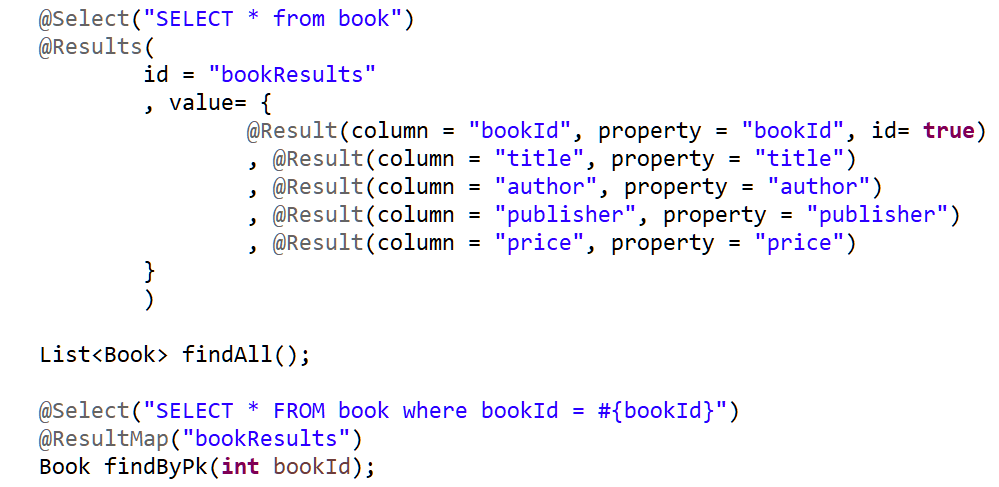 @Select("SELECT * from book")
@Results(
id = "bookResults"
, value= {
@Result(column = "bookId", property = "bookId", id= true)
, @Result(column = "title", property = "title")
, @Result(column = "author", property = "author")
, @Result(column = "publisher", property = "publisher")
, @Result(column = "price", property = "price")
}
)
List<Book> findAll();
@Select("SELECT * FROM book where bookId = #{bookId}")
@ResultMap("bookResults")
Book findByPk(int bookId);